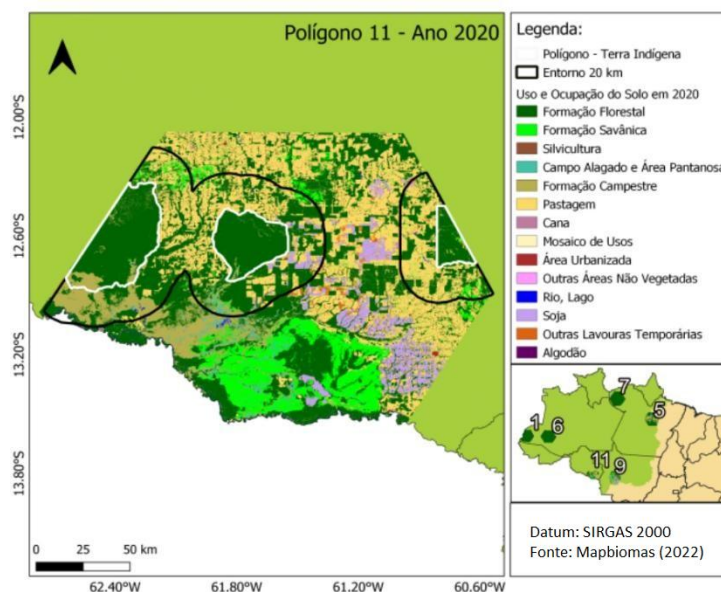 Polígono 11 - Ano 2020
12.00°S
12.60°S
13.20°S
13.80°S
0 25 50 km
62.40°W 61.80°W 61.20°W 60.60°W
Legenda:
Polígono - Terra Indígena
Entorno 20 km
Uso e Ocupação do Solo em 2020
Formação Florestal
Formação Savânica
Silvicultura
Campo Alagado e Área Pantanosa
Formação Campestre
Pastagem
Cana
Mosaico de Usos
Área Urbanizada
Outras Áreas Não Vegetadas
Rio, Lago
Soja
Outras Lavouras Temporárias
Algodão
7
5
1 6
11 9
Datum: SIRGAS 2000
Fonte: Mapbiomas (2022)